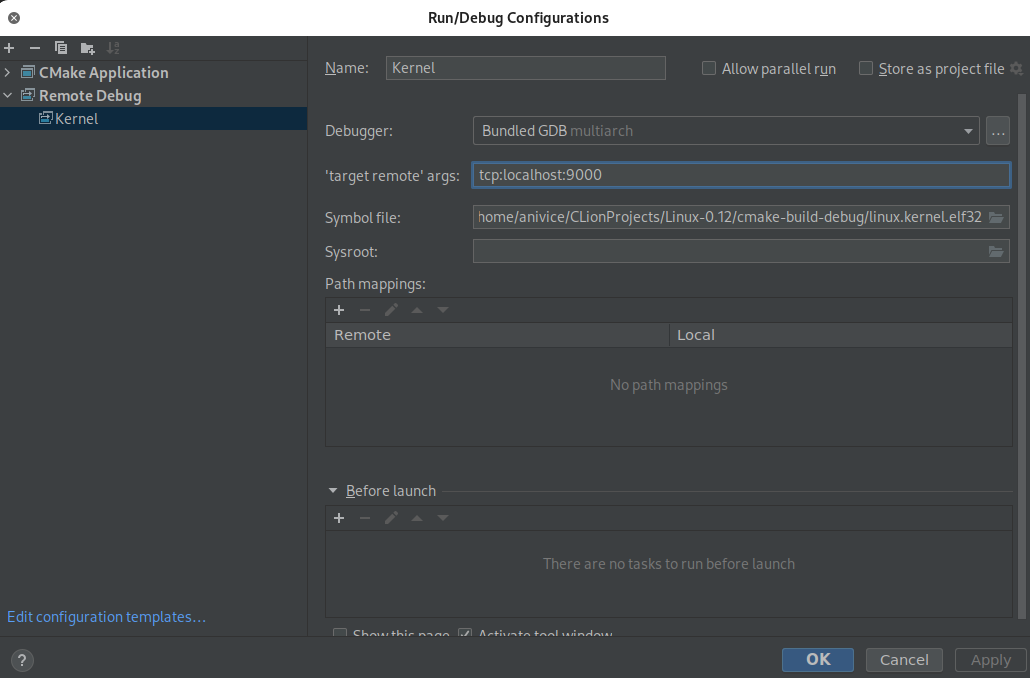 Run/Debug Configurations
CMake Application
Remote Debug
Kernel
Edit configuration templates...
Name: Kernel Allow parallel run Store as project file
Debugger: Bundled GDB multiarch ...
'target remote' args: tcp:localhost:9000
Symbol file: home/anivice/CLionProjects/Linux-0.12/cmake-build-debug/linux.kernel.elf32
Sysroot:
Path mappings:
Remote Local
No path mappings
Before launch
There are no tasks to run before launch
Show this page Activate tool window
? OK Cancel Apply